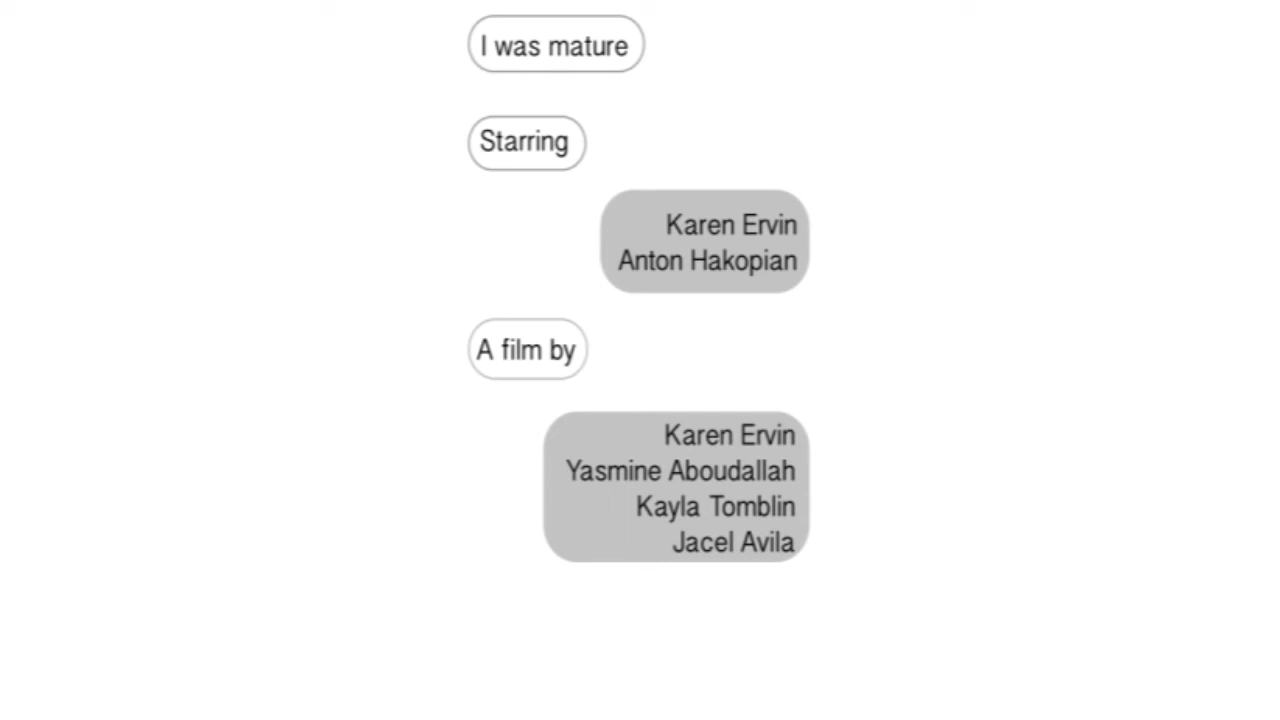 I was mature
Starring
Karen Ervin
Anton Hakopian
A film by
Karen Ervin
Yasmine Aboudallah
Kayla Tomblin
Jacel Avila